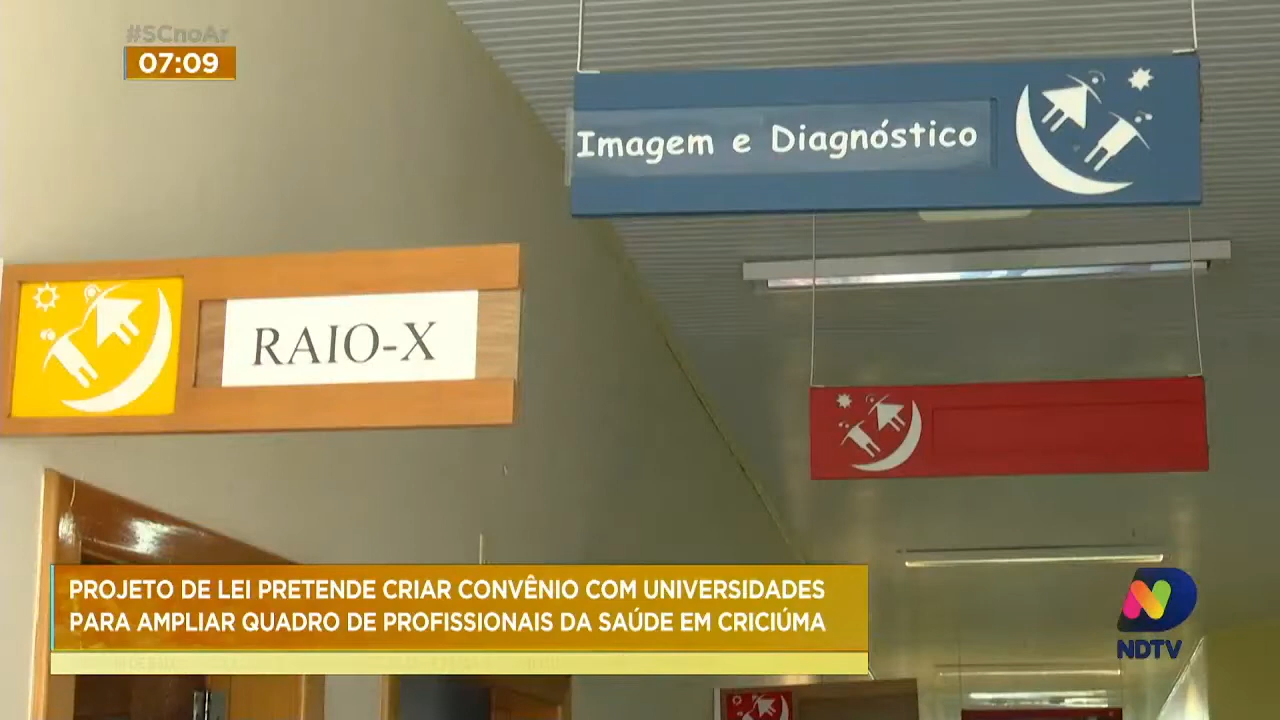 #SCnoAr
07:09
Imagem e Diagnóstico
RAIO-X
PROJETO DE LEI PRETENDE CRIAR CONVÊNIO COM UNIVERSIDADES
PARA AMPLIAR QUADRO DE PROFISSIONAIS DA SAÚDE EM CRICIÚMA
NDTV